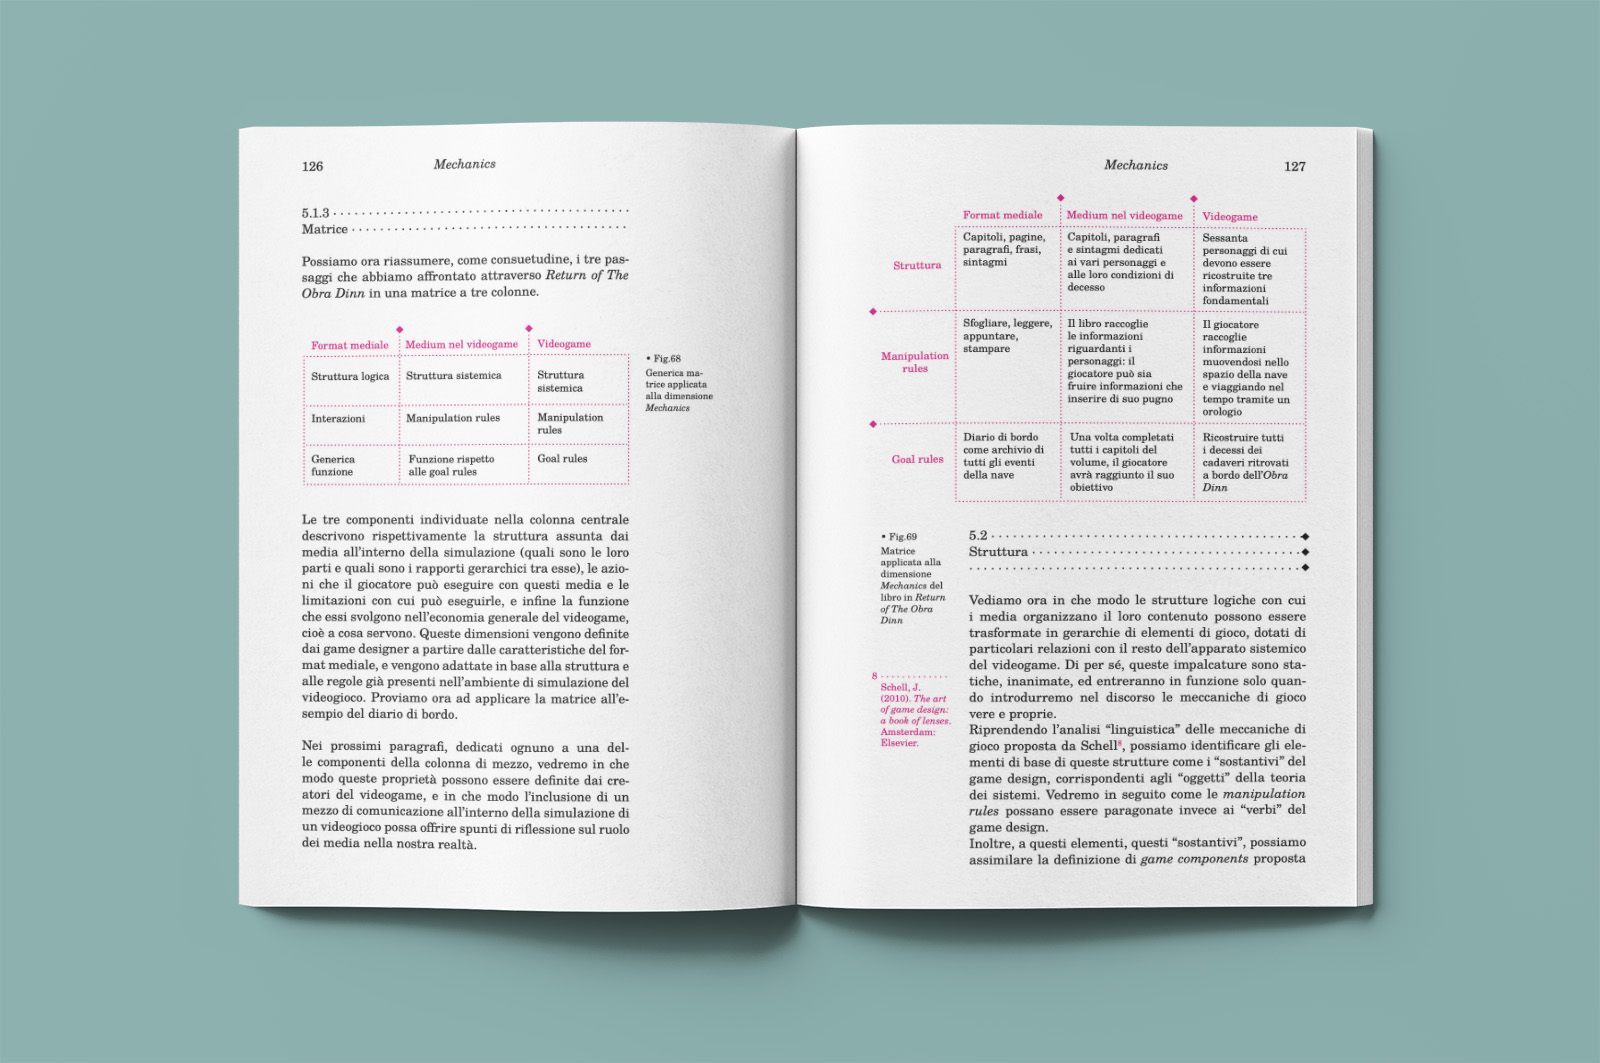 126
Mechanics
5.1.3
Matrice
Possiamo ora riassumere, come consuetudine, i tre pas-
saggi che abbiamo affrontato attraverso Return of The
Obra Dinn in una matrice a tre colonne.
Format mediale
Medium nel videogame
Videogame
Struttura logica
Struttura sistemica
Struttura
sistemica
Interazioni
Manipulation rules
Manipulation
rules
Generica
funzione
Funzione rispetto
alle goal rules
Goal rules
• Fig.68
Generica ma-
trice applicata
alla dimensione
Mechanics
Le tre componenti individuate nella colonna centrale
descrivono rispettivamente la struttura assunta dai
media all'interno della simulazione (quali sono le loro
parti e quali sono i rapporti gerarchici tra esse), le azio-
ni che il giocatore può eseguire con questi media e le
limitazioni con cui può eseguirle, e infine la funzione
che essi svolgono nell'economia generale del videogame,
cioè a cosa servono. Queste dimensioni vengono definite
dai game designer a partire dalle caratteristiche del for-
mat mediale, e vengono adattate in base alla struttura e
alle regole già presenti nell'ambiente di simulazione del
videogioco. Proviamo ora ad applicare la matrice all'e-
sempio del diario di bordo.
Nei prossimi paragrafi, dedicati ognuno a una del-
le componenti della colonna di mezzo, vedremo in che
modo queste proprietà possono essere definite dai cre-
atori del videogame, e in che modo l'inclusione di un
mezzo di comunicazione all'interno della simulazione di
un videogioco possa offrire spunti di riflessione sul ruolo
dei media nella nostra realtà.
Mechanics
127
Format mediale
Medium nel videogame
Videogame
Struttura
Capitoli, pagine,
paragrafi, frasi,
sintagmi
Capitoli, paragrafi
e sintagmi dedicati
ai vari personaggi e
alle loro condizioni di
decesso
Sessanta
personaggi di cui
devono essere
ricostruite tre
informazioni
fondamentali
Manipulation
rules
Sfogliare, leggere,
appuntare,
stampare
Il libro raccoglie
le informazioni
riguardanti i
personaggi: il
giocatore può sia
fruire informazioni che
inserire di suo pugno
Il giocatore
raccoglie
informazioni
muovendosi nello
spazio della nave
e viaggiando nel
tempo tramite un
orologio
Goal rules
Diario di bordo
come archivio di
tutti gli eventi
della nave
Una volta completati
tutti i capitoli del
volume, il giocatore
avrà raggiunto il suo
obiettivo
Ricostruire tutti
i decessi dei
cadaveri ritrovati
a bordo dell'Obra
Dinn
• Fig.69
Matrice
applicata alla
dimensione
Mechanics del
libro in Return
of The Obra
Dinn
8
Schell, J.
(2010). The art
of game design:
a book of lenses.
Amsterdam:
Elsevier.
5.2
Struttura
Vediamo ora in che modo le strutture logiche con cui
i media organizzano il loro contenuto possono essere
trasformate in gerarchie di elementi di gioco, dotati di
particolari relazioni con il resto dell'apparato sistemico
del videogame. Di per sé, queste impalcature sono sta-
tiche, inanimate, ed entreranno in funzione solo quan-
do introdurremo nel discorso le meccaniche di gioco
vere e proprie.
Riprendendo l'analisi “linguistica” delle meccaniche di
gioco proposta da Schell⁸, possiamo identificare gli ele-
menti di base di queste strutture come i “sostantivi” del
game design, corrispondenti agli “oggetti” della teoria
dei sistemi. Vedremo in seguito come le manipulation
rules possano essere paragonate invece ai “verbi” del
game design.
Inoltre, a questi elementi, questi “sostantivi”, possiamo
assimilare la definizione di game components proposta